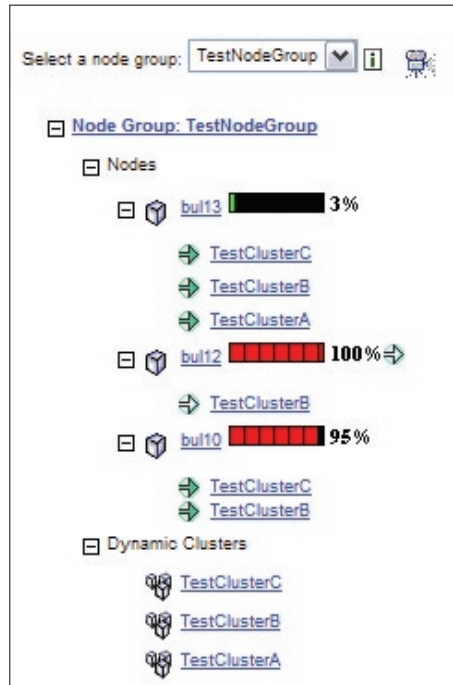 Select a node group: TestNodeGroup i
Node Group: TestNodeGroup
Nodes
bul13 3%
TestClusterC
TestClusterB
TestClusterA
bul12 100%
TestClusterB
bul10 95%
TestClusterC
TestClusterB
Dynamic Clusters
TestClusterC
TestClusterB
TestClusterA